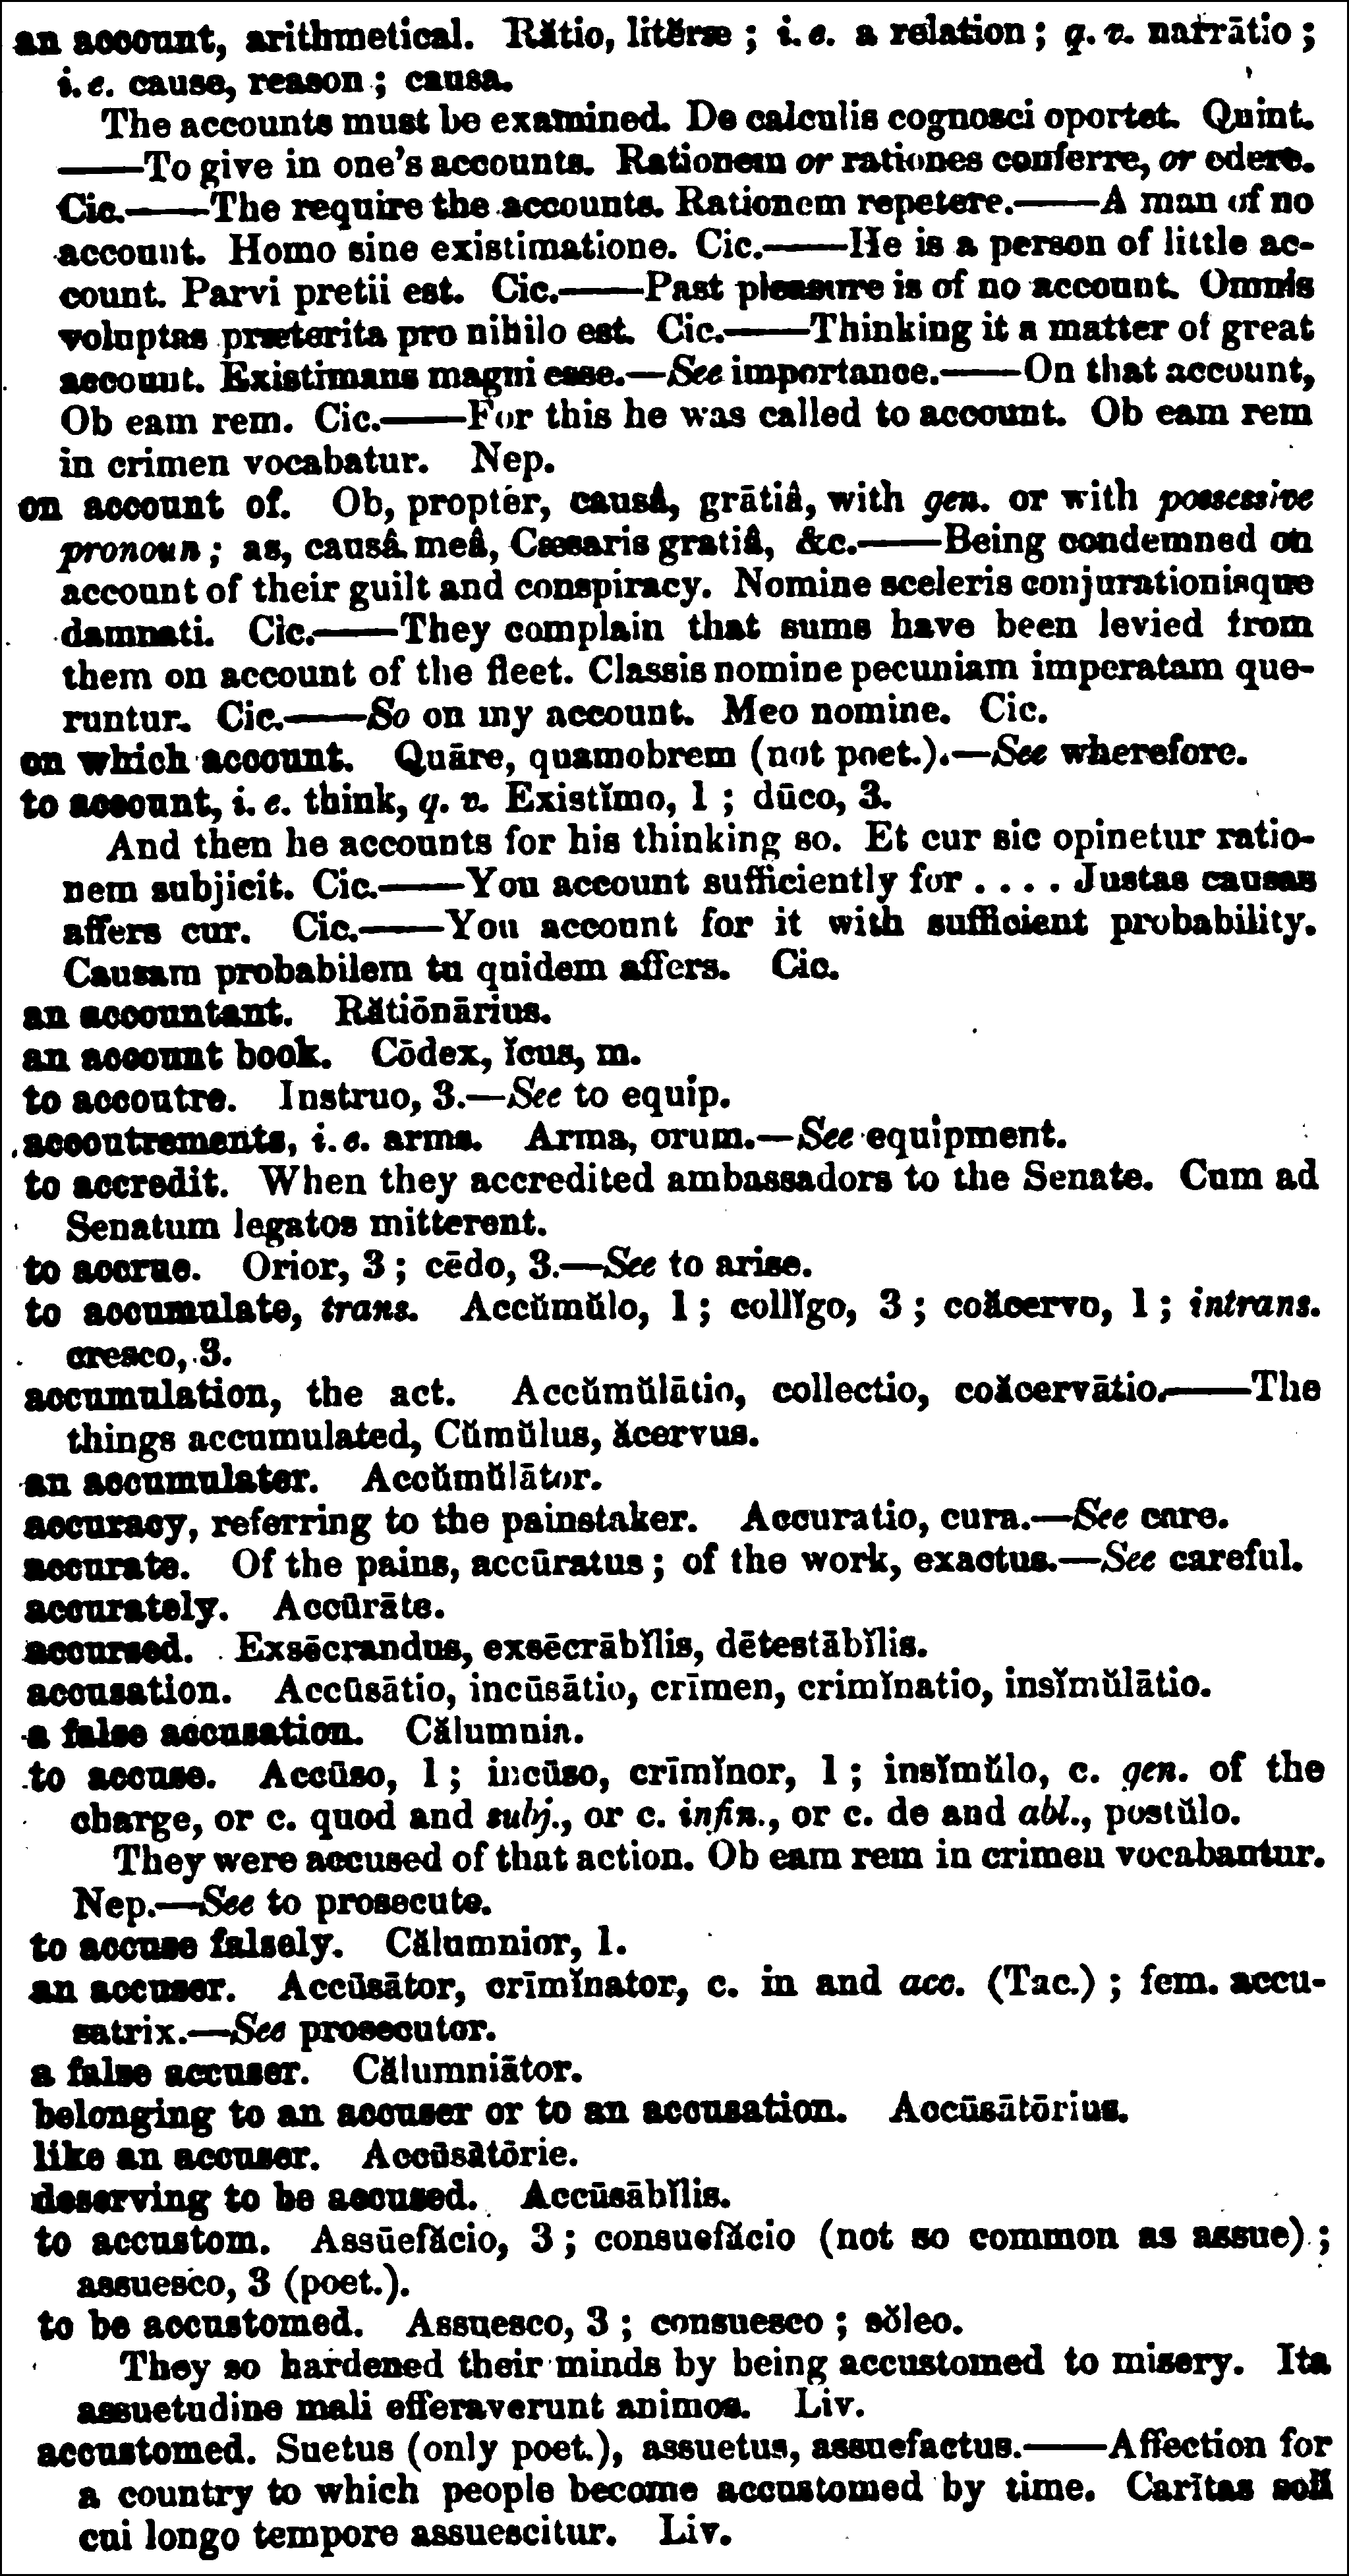 an account, arithmetical. Rătio, litĕræ ; i. e. a relation ; q. v. narrātio ;
i. e. cause, reason ; causa.
The accounts must be examined. De calculis cognosci oportet. Quint.
——To give in one's accounts. Rationem or rationes conferre, or edere.
Cic.——The require the accounts. Rationem repetere.——A man of no
account. Homo sine existimatione. Cic.——He is a person of little ac-
count. Parvi pretii est. Cic.——Past pleasure is of no account. Omnis
voluptas præterita pro nihilo est. Cic.——Thinking it a matter of great
account. Existimans magni esse.—See importance.——On that account,
Ob eam rem. Cic.——For this he was called to account. Ob eam rem
in crimen vocabatur. Nep.
on account of. Ob, propter, causâ, grātiâ, with gen. or with possessive
pronoun ; as, causâ meâ, Cæsaris gratiâ, &c.——Being condemned on
account of their guilt and conspiracy. Nomine sceleris conjurationisque
damnati. Cic.——They complain that sums have been levied from
them on account of the fleet. Classis nomine pecuniam imperatam que-
runtur. Cic.——So on my account. Meo nomine. Cic.
on which account. Quāre, quamobrem (not poet.).—See wherefore.
to account, i. e. think, q. v. Existĭmo, 1 ; dūco, 3.
And then he accounts for his thinking so. Et cur sic opinetur ratio-
nem subjicit. Cic.——You account sufficiently for . . . . Justas causas
affers cur. Cic.——You account for it with sufficient probability.
Causam probabilem tu quidem affers. Cic.
an accountant. Rătiōnārius.
an account book. Cōdex, ĭcus, m.
to accoutre. Instruo, 3.—See to equip.
accoutrements, i. e. arms. Arma, orum.—See equipment.
to accredit. When they accredited ambassadors to the Senate. Cum ad
Senatum legatos mitterent.
to accrue. Orior, 3 ; cēdo, 3.—See to arise.
to accumulate, trans. Accŭmŭlo, 1 ; collĭgo, 3 ; coăcervo, 1 ; intrans.
cresco, 3.
accumulation, the act. Accŭmŭlātio, collectio, coăcervātio.——The
things accumulated, Cŭmŭlus, ăcervus.
an accumulater. Accŭmŭlātor.
accuracy, referring to the painstaker. Accuratio, cura.—See care.
accurate. Of the pains, accūratus ; of the work, exactus.—See careful.
accurately. Accūrāte.
accursed. Exsēcrandus, exsēcrābĭlis, dētestābĭlis.
accusation. Accūsātio, incūsātio, crīmen, crimĭnatio, insĭmŭlātio.
a false accusation. Călumnia.
to accuse. Accūso, 1 ; incūso, crīmĭnor, 1 ; insĭmŭlo, c. gen. of the
charge, or c. quod and subj., or c. infin., or c. de and abl., postŭlo.
They were accused of that action. Ob eam rem in crimen vocabantur.
Nep.—See to prosecute.
to accuse falsely. Călumnior, 1.
an accuser. Accūsātor, crīmĭnator, c. in and acc. (Tac.) ; fem. accu-
satrix.—See prosecutor.
a false accuser. Călumniātor.
belonging to an accuser or to an accusation. Accūsātōrius.
like an accuser. Accūsātōrie.
deserving to be accused. Accūsābĭlis.
to accustom. Assūefăcio, 3 ; consuefăcio (not so common as assue) ;
assuesco, 3 (poet.).
to be accustomed. Assuesco, 3 ; consuesco ; sŏleo.
They so hardened their minds by being accustomed to misery. Ita
assuetudine mali efferaverunt animos. Liv.
accustomed. Suetus (only poet.), assuetus, assuefactus.——Affection for
a country to which people become accustomed by time. Carĭtas soli
cui longo tempore assuescitur. Liv.